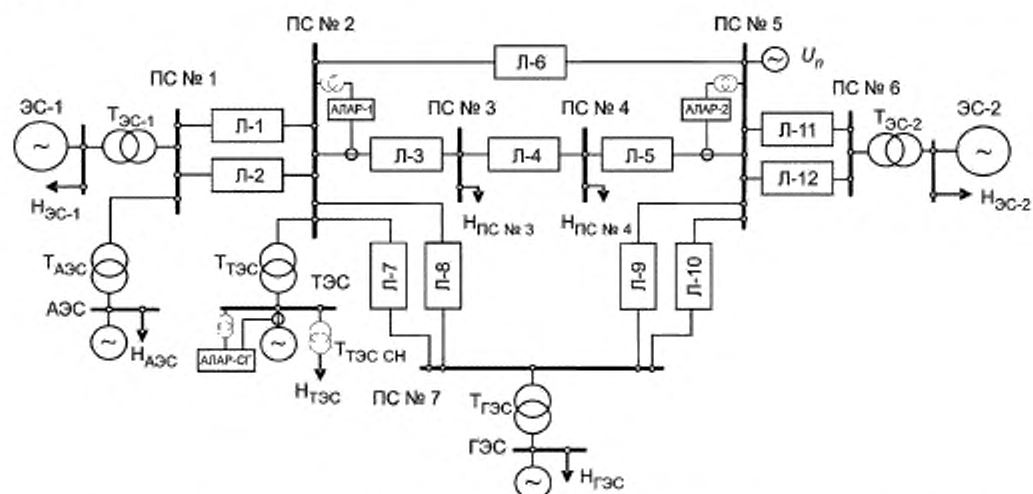 ПС № 2
ПС № 5
Л-6
Uп
ПС № 1
ПС № 6
ЭС-1
TЭС-1
АЛАР-1
ПС № 3
ПС № 4
АЛАР-2
TЭС-2
ЭС-2
Л-1
Л-11
Л-3
Л-4
Л-5
Л-2
Л-12
НЭС-1
НПС № 3
НПС № 4
НЭС-2
ТАЭС
ТТЭС
ТЭС
Л-7
Л-8
Л-9
Л-10
АЭС
НАЭС
АЛАР-СГ
ТТЭС СН
НТЭС
ПС № 7
ТГЭС
ГЭС
НГЭС